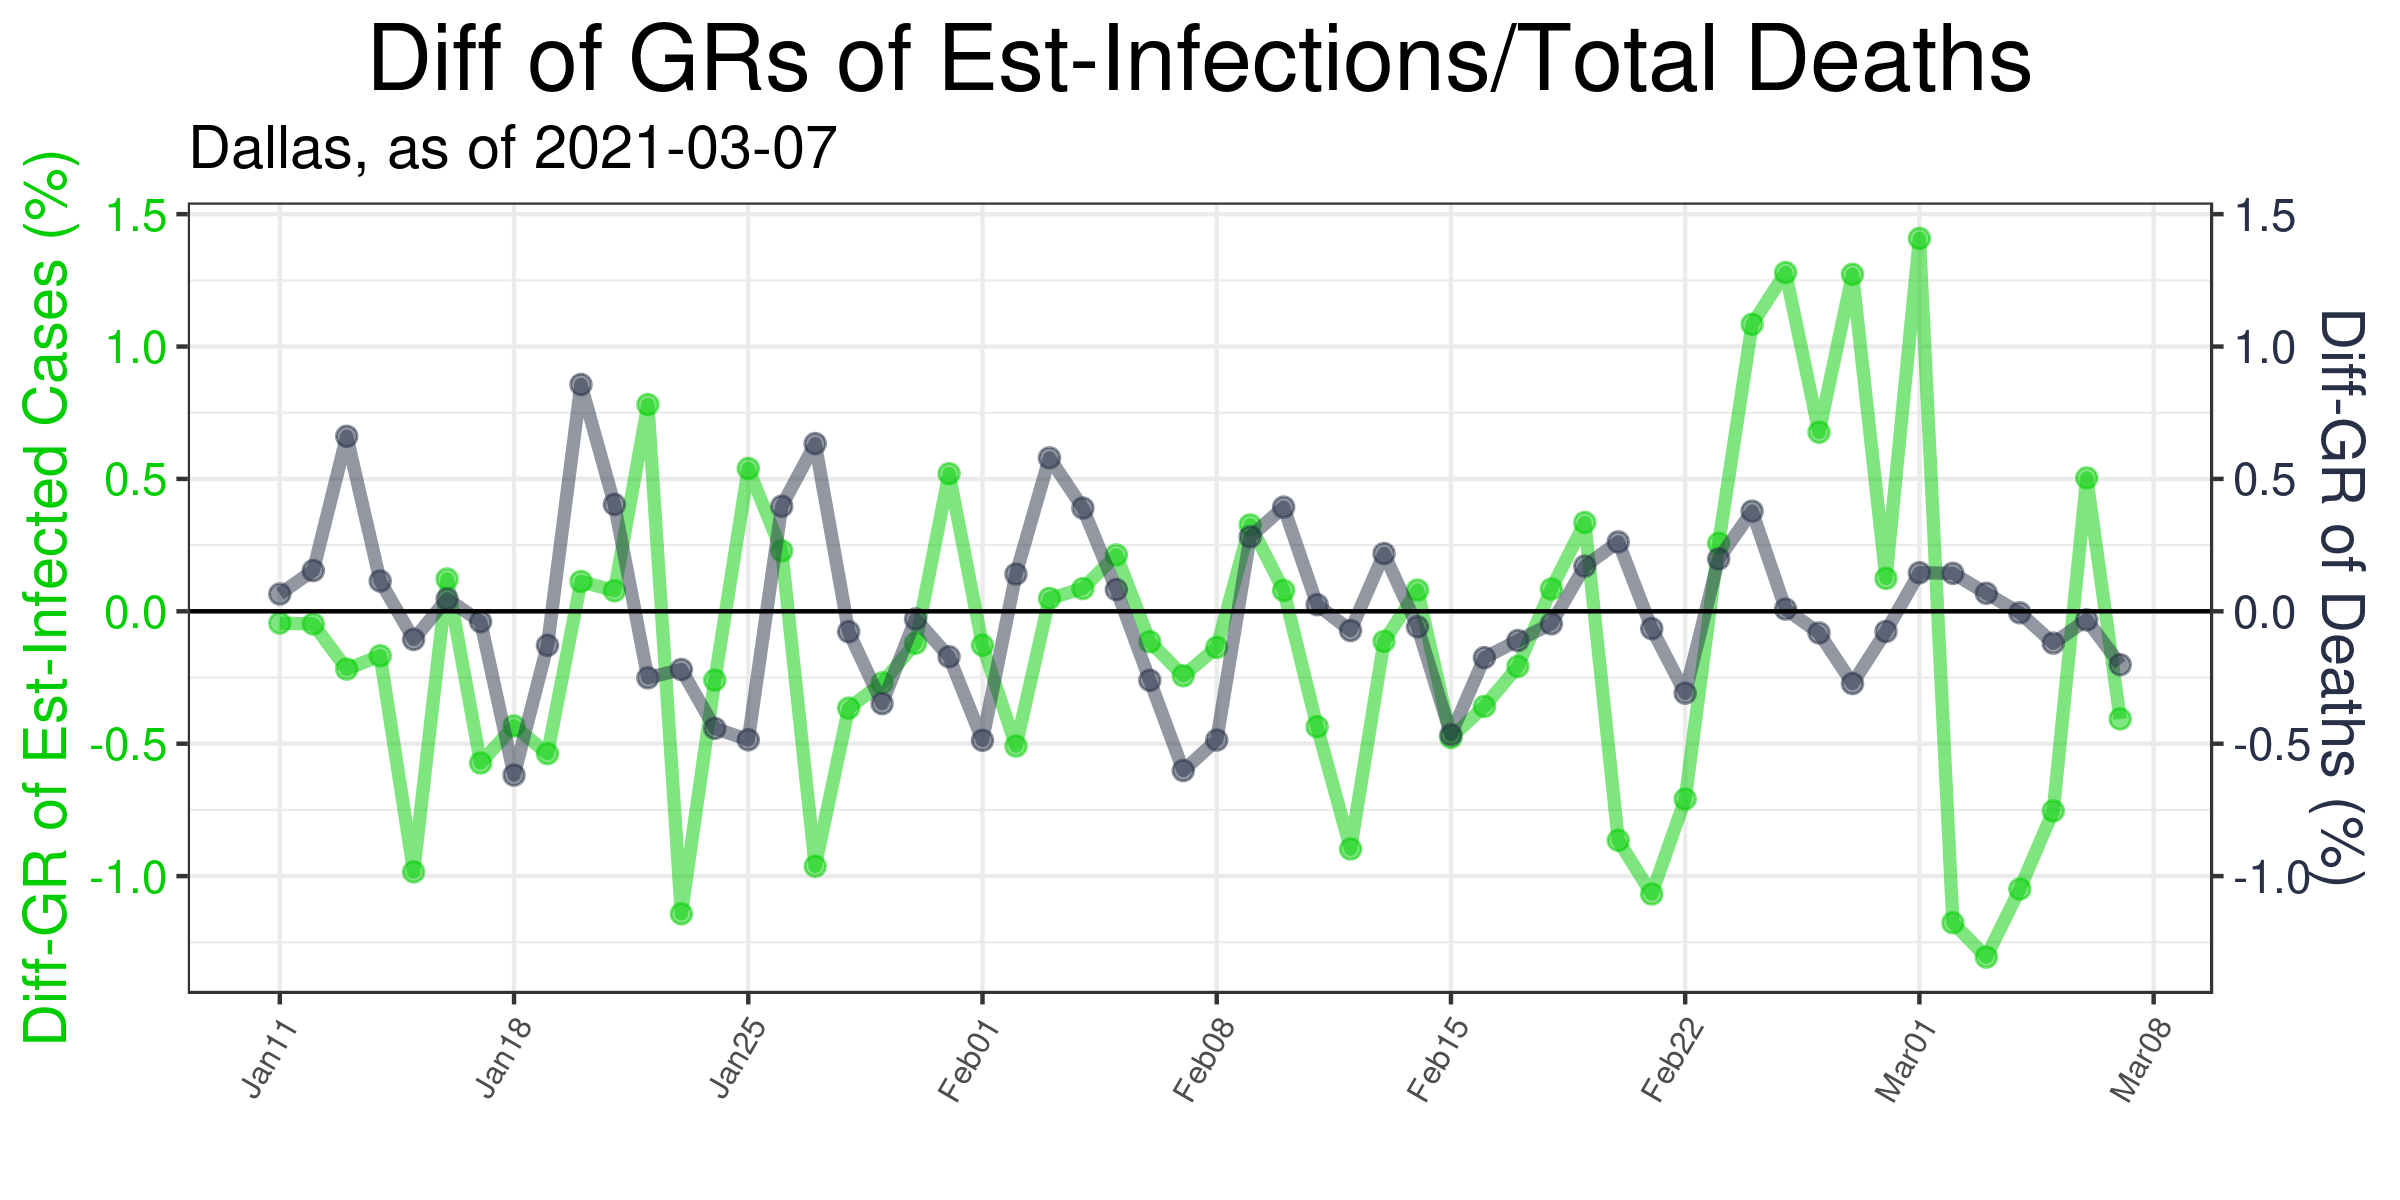 Diff of GRs of Est-Infections/Total Deaths
Dallas, as of 2021-03-07
Diff-GR of Est-Infected Cases (%)
1.5
1.0
0.5
0.0
-0.5
-1.0
1.5
1.0
0.5
0.0
-0.5
-1.0
Diff-GR of Deaths (%)
Jan11
Jan18
Jan25
Feb01
Feb08
Feb15
Feb22
Mar01
Mar08